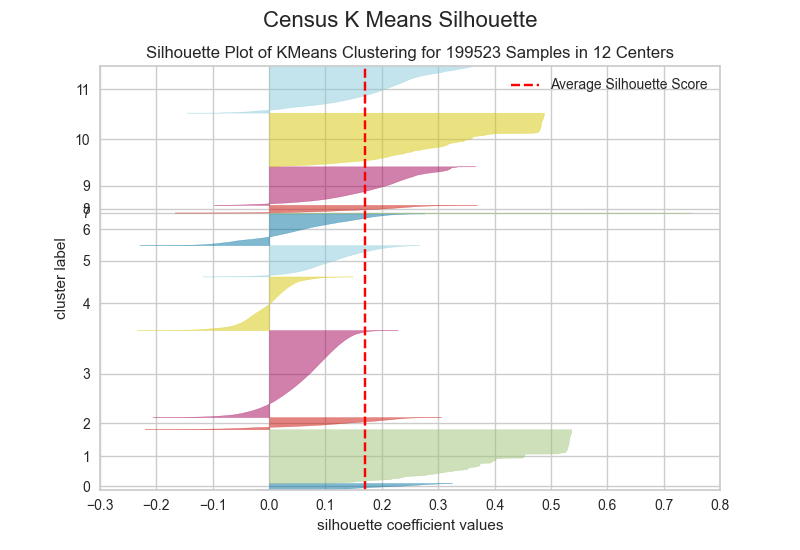 Census K Means Silhouette
Silhouette Plot of KMeans Clustering for 199523 Samples in 12 Centers
Average Silhouette Score
cluster label
11
10
9
8
7
6
5
4
3
2
1
0
−0.3 −0.2 −0.1 0.0 0.1 0.2 0.3 0.4 0.5 0.6 0.7 0.8
silhouette coefficient values